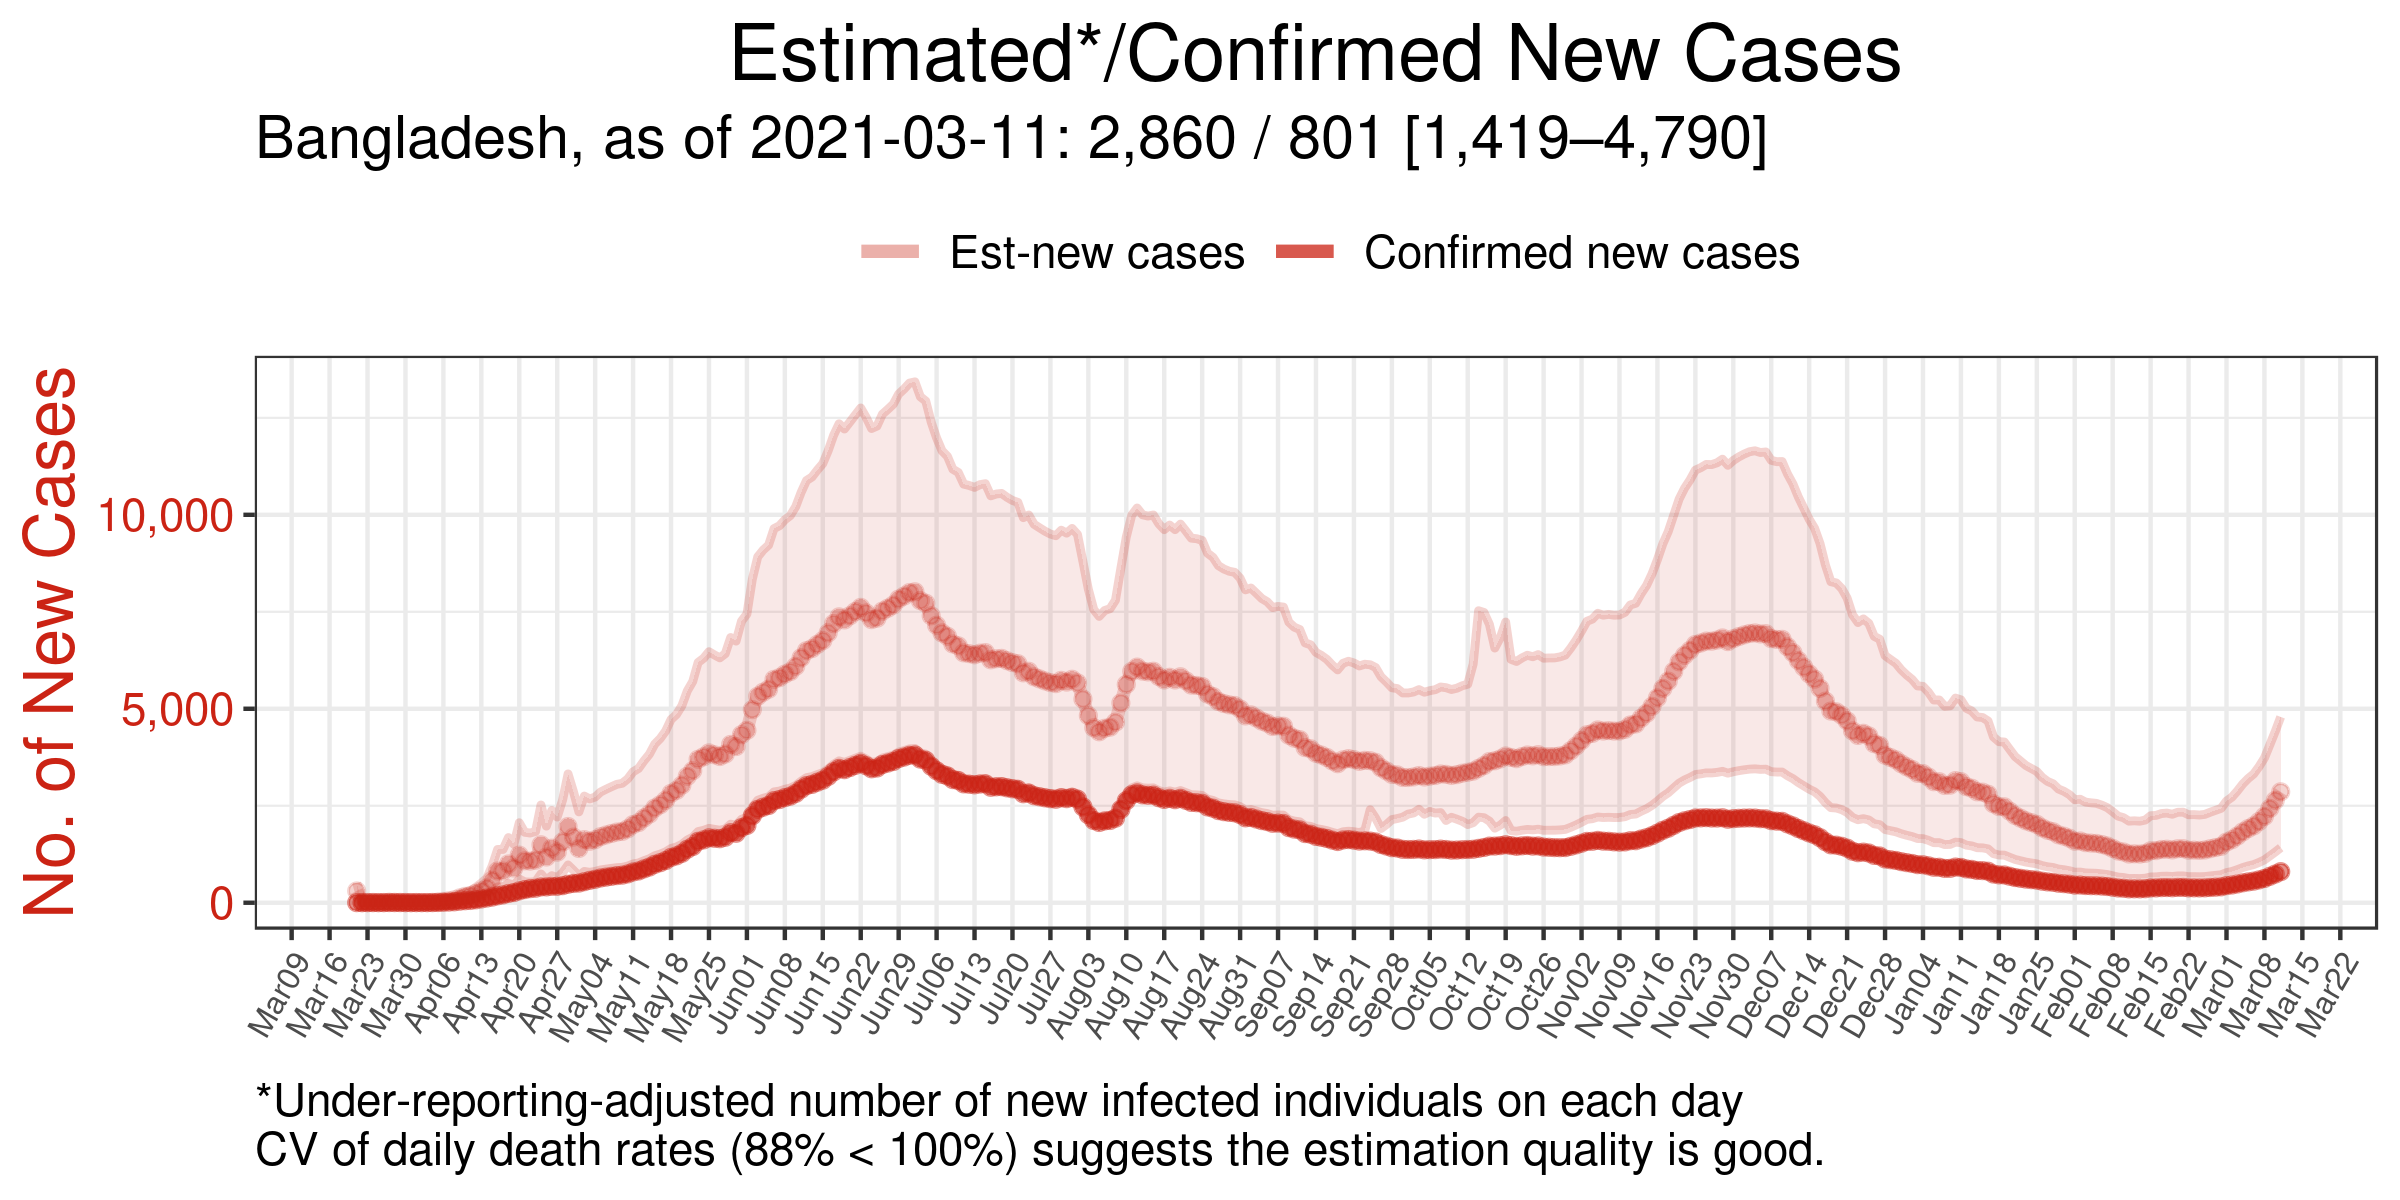 Estimated*/Confirmed New Cases
Bangladesh, as of 2021-03-11: 2,860 / 801 [1,419–4,790]
Est-new cases Confirmed new cases
No. of New Cases
10,000
5,000
0
Mar09 Mar16 Mar23 Mar30 Apr06 Apr13 Apr20 Apr27 May04 May11 May18 May25 Jun01 Jun08 Jun15 Jun22 Jun29 Jul06 Jul13 Jul20 Jul27 Aug03 Aug10 Aug17 Aug24 Aug31 Sep07 Sep14 Sep21 Sep28 Oct05 Oct12 Oct19 Oct26 Nov02 Nov09 Nov16 Nov23 Nov30 Dec07 Dec14 Dec21 Dec28 Jan04 Jan11 Jan18 Jan25 Feb01 Feb08 Feb15 Feb22 Mar01 Mar08 Mar15 Mar22
*Under-reporting-adjusted number of new infected individuals on each day
CV of daily death rates (88% < 100%) suggests the estimation quality is good.